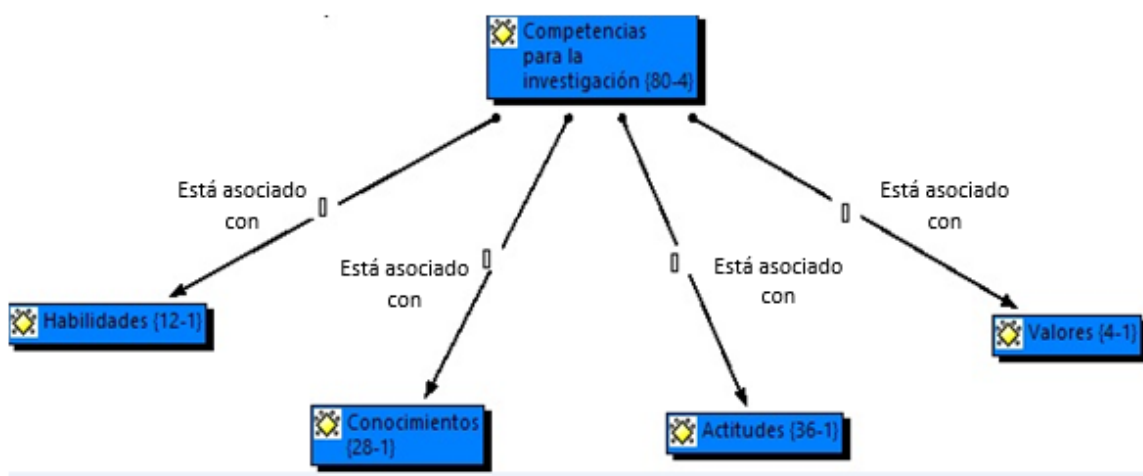 Competencias
para la
investigación {80-4}
Está asociado
con
Está asociado
con
Está asociado
con
Está asociado
con
Habilidades {12-1}
Valores {4-1}
Conocimientos
{28-1}
Actitudes {36-1}